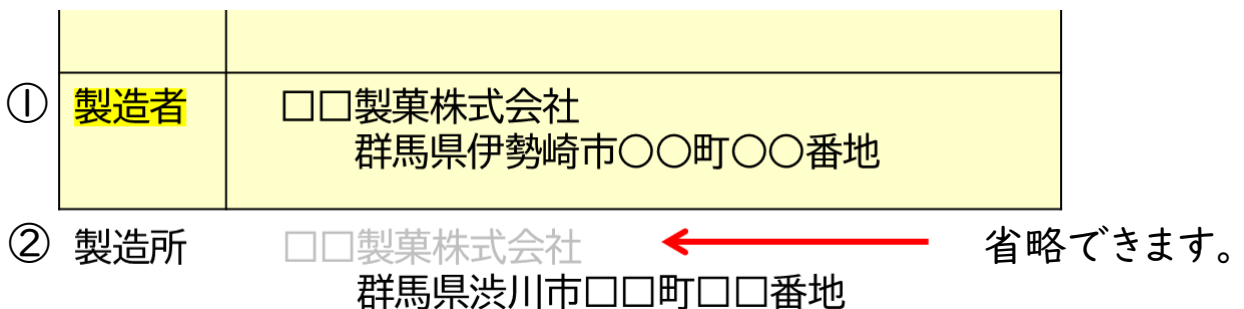 ① 製造者 □□製菓株式会社
群馬県伊勢崎市○○町○○番地
② 製造所 □□製菓株式会社 省略できます。
群馬県渋川市□□町□□番地